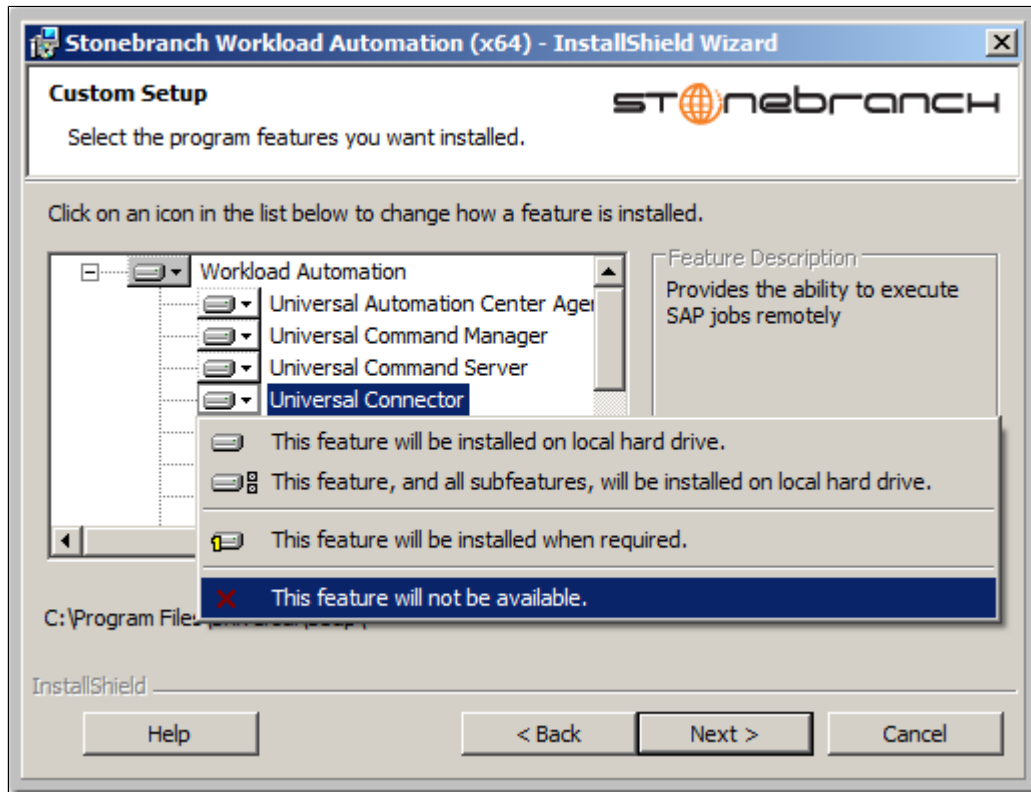 Stonebranch Workload Automation (x64) - InstallShield Wizard
Custom Setup
stonebranch
Select the program features you want installed.
Click on an icon in the list below to change how a feature is installed.
Workload Automation
Universal Automation Center Agen
Universal Command Manager
Universal Command Server
Universal Connector
Feature Description
Provides the ability to execute
SAP jobs remotely
This feature will be installed on local hard drive.
This feature, and all subfeatures, will be installed on local hard drive.
This feature will be installed when required.
This feature will not be available.
C:\Program Files
InstallShield
Help
< Back
Next >
Cancel